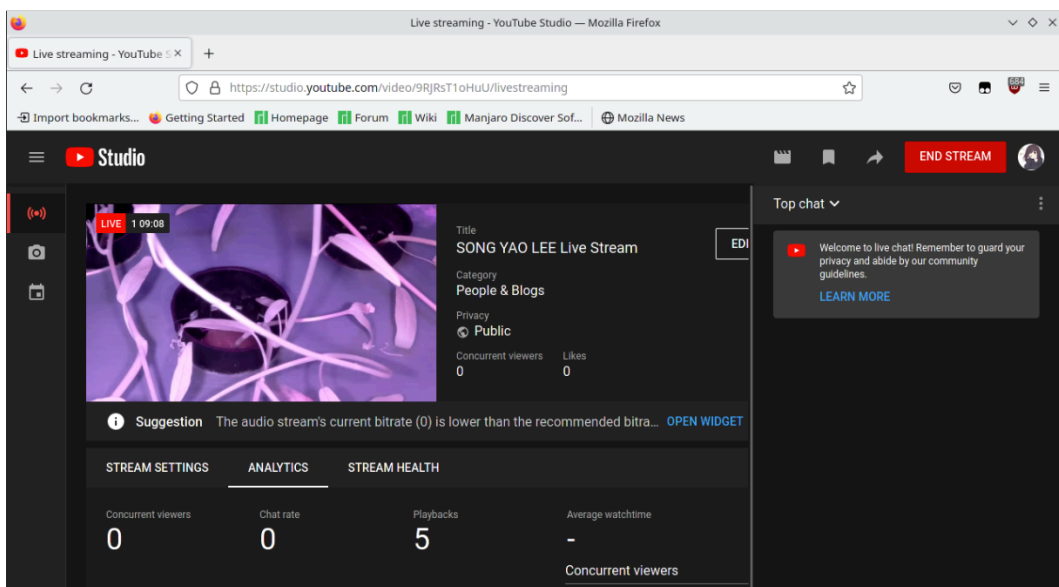 Live streaming - YouTube Studio — Mozilla Firefox
Live streaming - YouTube S
https://studio.youtube.com/video/9RJRsT1oHuU/livestreaming
684
Import bookmarks... Getting Started Homepage Forum Wiki Manjaro Discover Sof... Mozilla News
Studio
END STREAM
LIVE 1 09:08
Title
SONG YAO LEE Live Stream
EDI
Category
People & Blogs
Privacy
Public
Concurrent viewers Likes
0 0
Suggestion The audio stream's current bitrate (0) is lower than the recommended bitra... OPEN WIDGET
STREAM SETTINGS ANALYTICS STREAM HEALTH
Concurrent viewers Chat rate Playbacks Average watchtime
0 0 5 -
Concurrent viewers
Top chat
Welcome to live chat! Remember to guard your
privacy and abide by our community
guidelines.
LEARN MORE